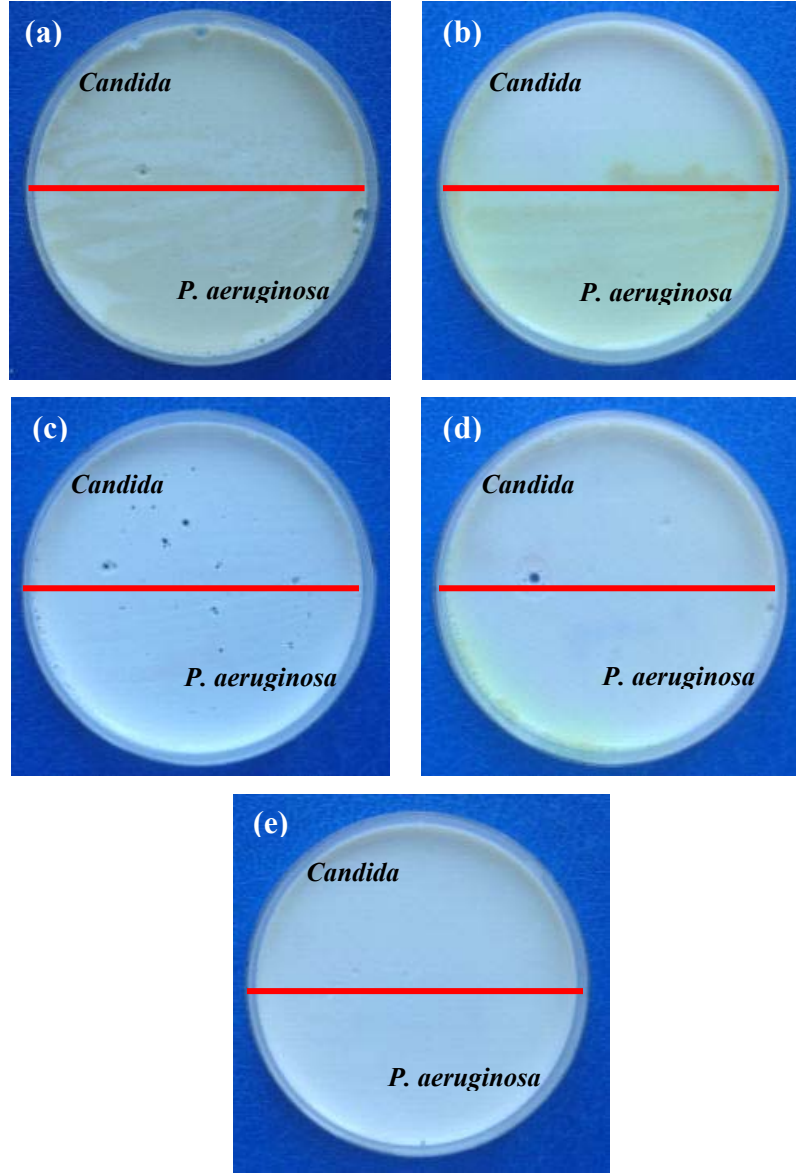 (a)
Candida
P. aeruginosa
(b)
Candida
P. aeruginosa
(c)
Candida
P. aeruginosa
(d)
Candida
P. aeruginosa
(e)
Candida
P. aeruginosa